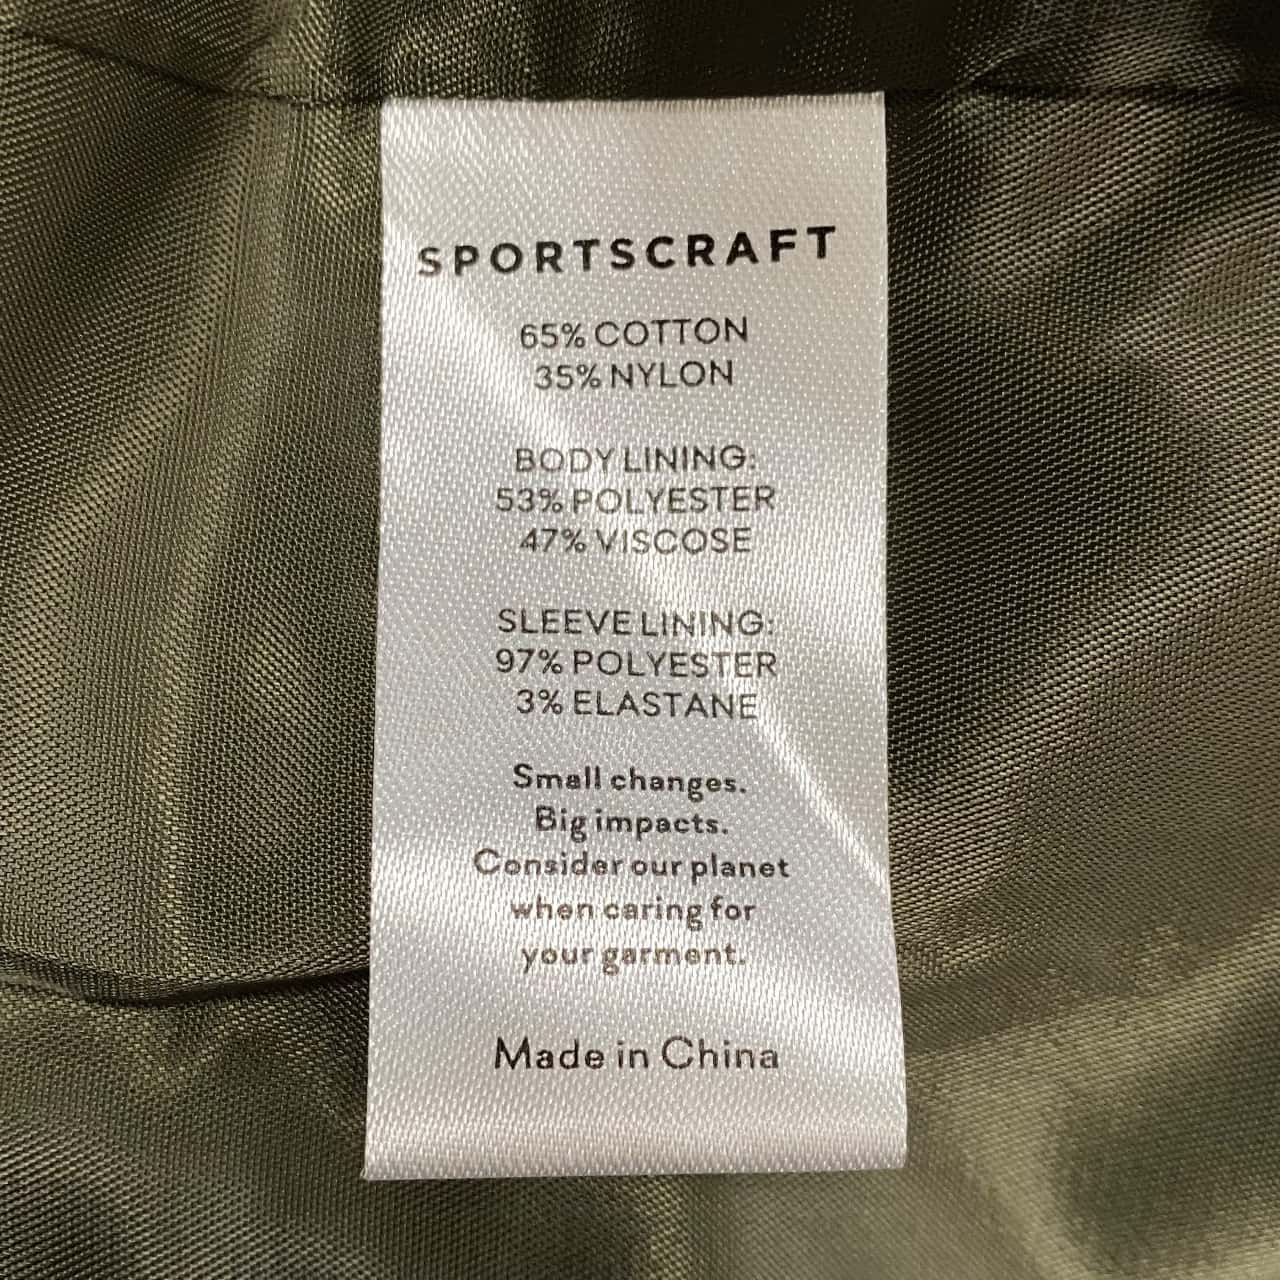 SPORTSCRAFT
65% COTTON
35% NYLON
BODY LINING:
53% POLYESTER
47% VISCOSE
SLEEVE LINING:
97% POLYESTER
3% ELASTANE
Small changes.
Big impacts.
Consider our planet
when caring for
your garment.
Made in China